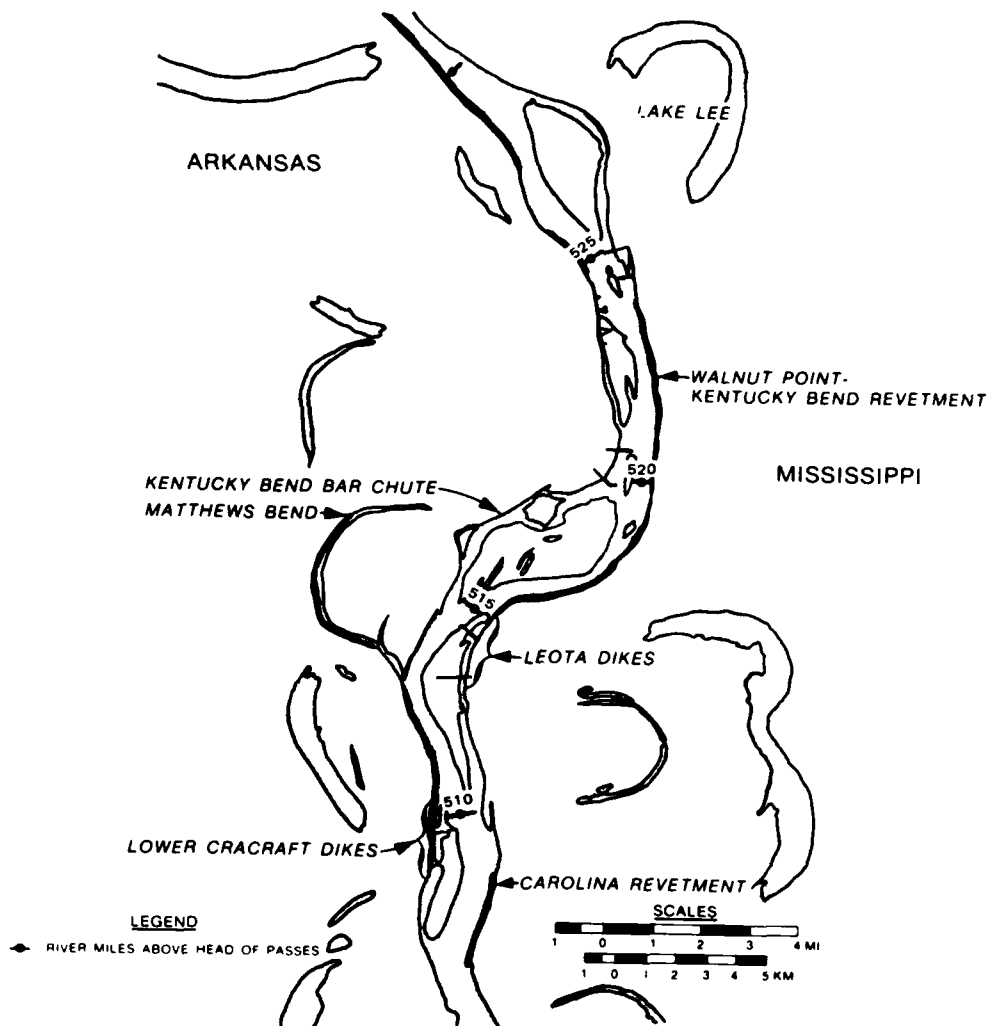 LAKE LEE
ARKANSAS
525
WALNUT POINT-
KENTUCKY BEND REVETMENT
520
MISSISSIPPI
KENTUCKY BEND BAR CHUTE
MATTHEWS BEND
515
LEOTA DIKES
510
LOWER CRACRAFT DIKES
CAROLINA REVETMENT
LEGEND
RIVER MILES ABOVE HEAD OF PASSES
SCALES
1 0 1 2 3 4 MI
1 0 1 2 3 4 5 KM